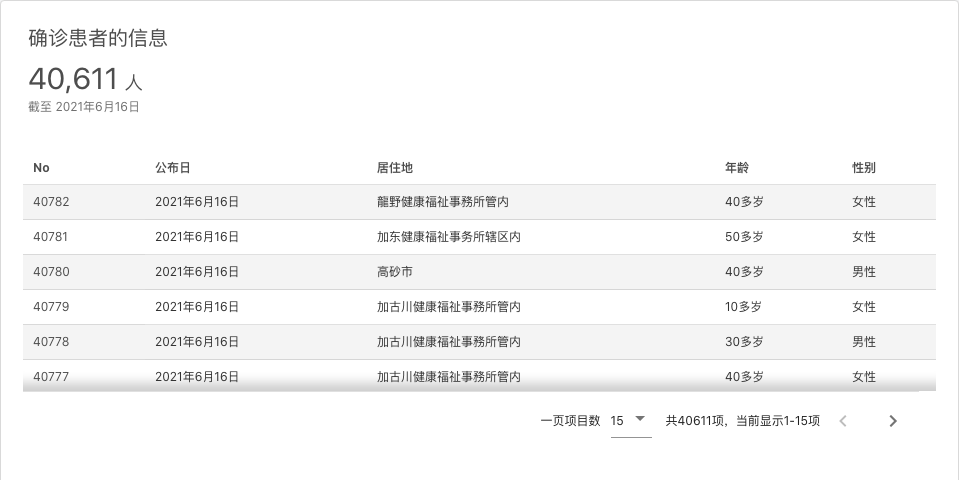 确诊患者的信息
40,611 人
截至 2021年6月16日
No 公布日 居住地 年龄 性别
40782 2021年6月16日 龍野健康福祉事務所管内 40多岁 女性
40781 2021年6月16日 加东健康福祉事务所辖区内 50多岁 女性
40780 2021年6月16日 高砂市 40多岁 男性
40779 2021年6月16日 加古川健康福祉事務所管内 10多岁 女性
40778 2021年6月16日 加古川健康福祉事務所管内 30多岁 男性
40777 2021年6月16日 加古川健康福祉事務所管内 40多岁 女性
一页项目数 15 共40611项，当前显示1-15项